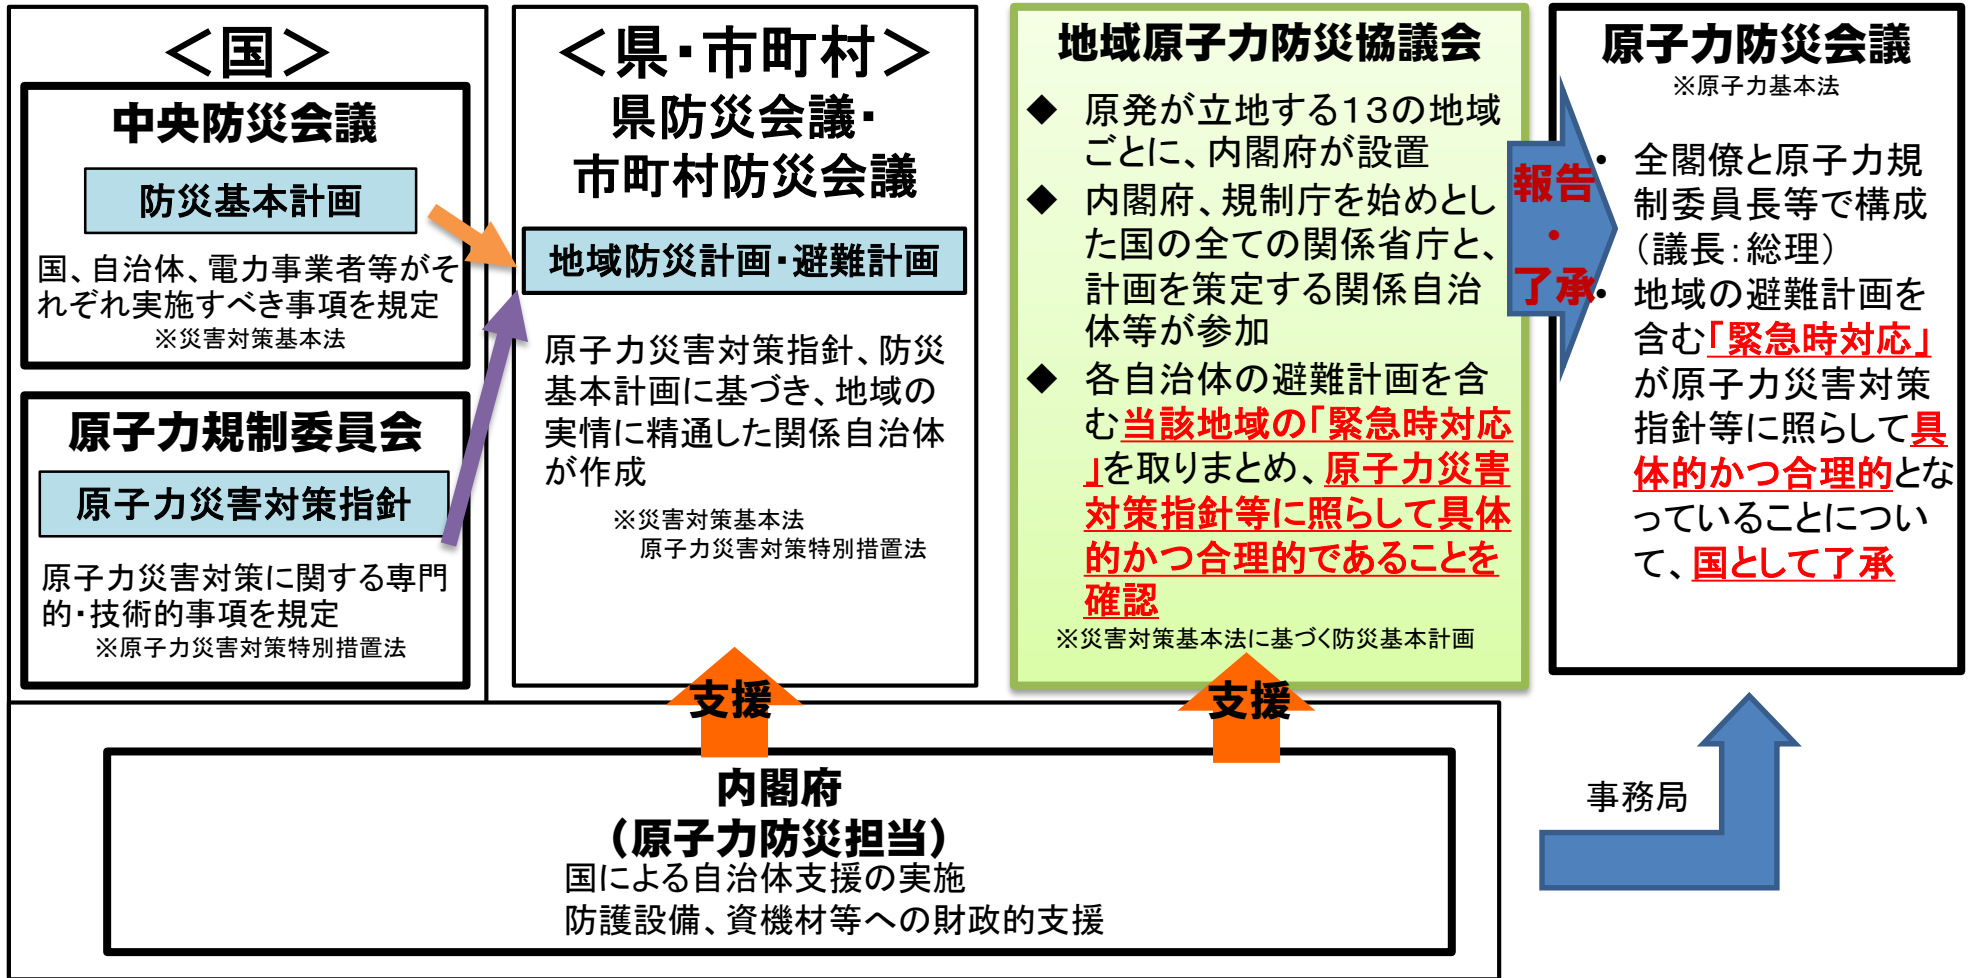 ＜国＞
中央防災会議
防災基本計画
国、自治体、電力事業者等がそ
れぞれ実施すべき事項を規定
※災害対策基本法
原子力規制委員会
原子力災害対策指針
原子力災害対策に関する専門
的・技術的事項を規定
※原子力災害対策特別措置法
＜県・市町村＞
県防災会議・
市町村防災会議
地域防災計画・避難計画
原子力災害対策指針、防災
基本計画に基づき、地域の
実情に精通した関係自治体
が作成
※災害対策基本法
原子力災害対策特別措置法
地域原子力防災協議会
◆ 原発が立地する１３の地域
ごとに、内閣府が設置
◆ 内閣府、規制庁を始めとし
た国の全ての関係省庁と、
計画を策定する関係自治
体等が参加
◆ 各自治体の避難計画を含
む当該地域の「緊急時対応
」を取りまとめ、原子力災害
対策指針等に照らして具体
的かつ合理的であることを
確認
※災害対策基本法に基づく防災基本計画
報告
・
了承
原子力防災会議
※原子力基本法
• 全閣僚と原子力規
制委員長等で構成
（議長：総理）
• 地域の避難計画を
含む「緊急時対応」
が原子力災害対策
指針等に照らして具
体的かつ合理的とな
っていることについ
て、国として了承
支援
支援
内閣府
（原子力防災担当）
国による自治体支援の実施
防護設備、資機材等への財政的支援
事務局